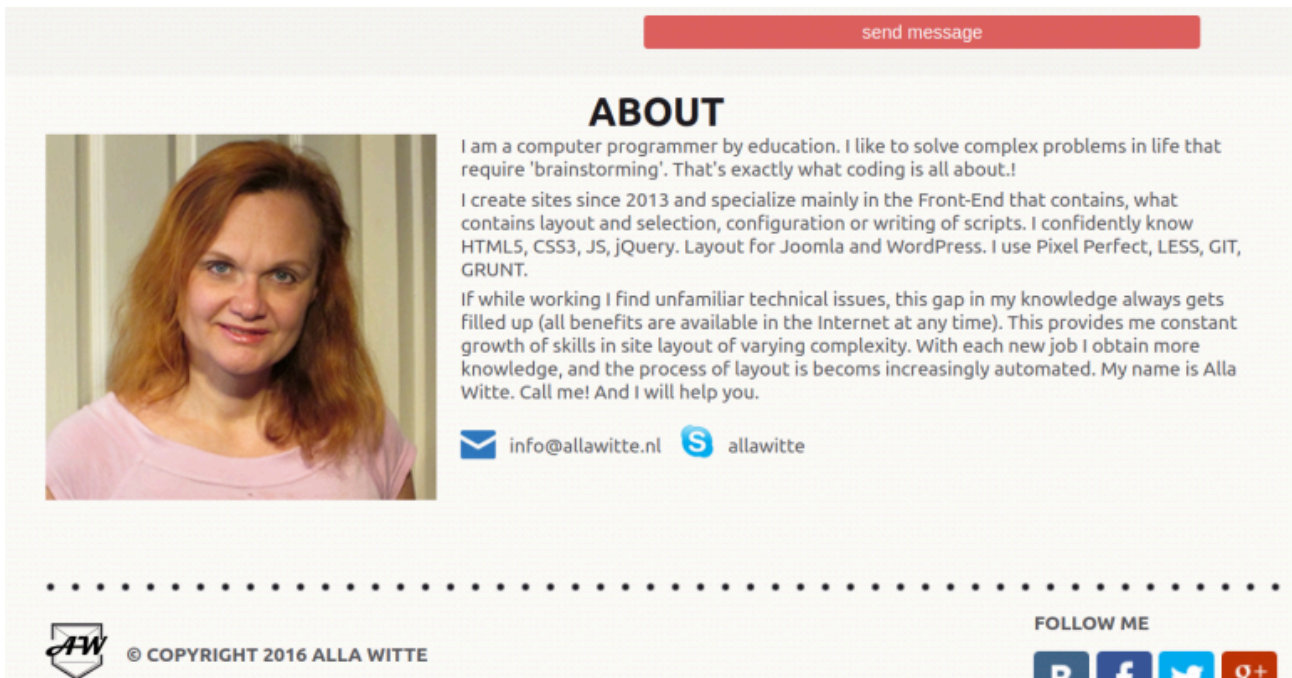 send message
ABOUT
I am a computer programmer by education. I like to solve complex problems in life that
require 'brainstorming'. That's exactly what coding is all about.!
I create sites since 2013 and specialize mainly in the Front-End that contains, what
contains layout and selection, configuration or writing of scripts. I confidently know
HTML5, CSS3, JS, jQuery. Layout for Joomla and WordPress. I use Pixel Perfect, LESS, GIT,
GRUNT.
If while working I find unfamiliar technical issues, this gap in my knowledge always gets
filled up (all benefits are available in the Internet at any time). This provides me constant
growth of skills in site layout of varying complexity. With each new job I obtain more
knowledge, and the process of layout is becoms increasingly automated. My name is Alla
Witte. Call me! And I will help you.
info@allawitte.nl S allawitte
FOLLOW ME
AW © COPYRIGHT 2016 ALLA WITTE
f g+